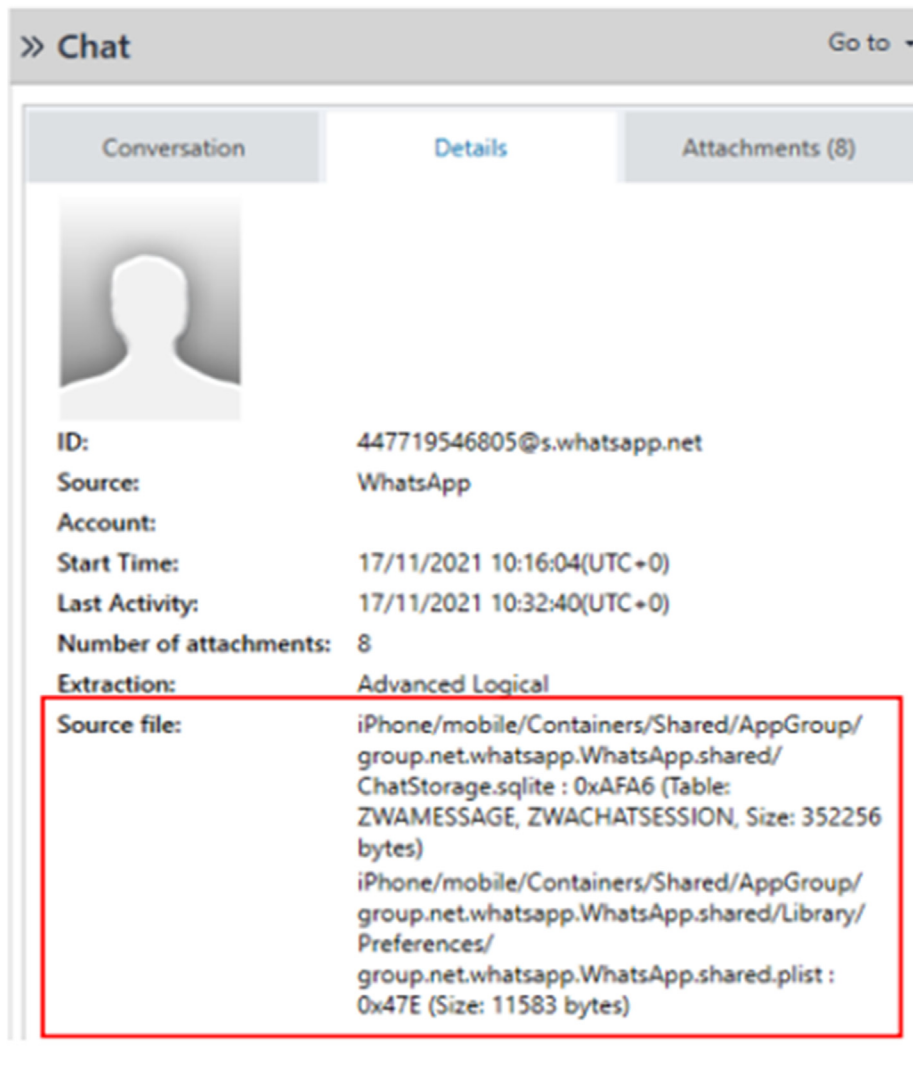 » Chat
Go to
Conversation
Details
Attachments (8)
ID: 447719546805@s.whatsapp.net
Source: WhatsApp
Account:
Start Time: 17/11/2021 10:16:04(UTC+0)
Last Activity: 17/11/2021 10:32:40(UTC+0)
Number of attachments: 8
Extraction: Advanced Logical
Source file: iPhone/mobile/Containers/Shared/AppGroup/
group.net.whatsapp.WhatsApp.shared/
ChatStorage.sqlite : 0xAFA6 (Table:
ZWAMESSAGE, ZWACHATSESSION, Size: 352256
bytes)
iPhone/mobile/Containers/Shared/AppGroup/
group.net.whatsapp.WhatsApp.shared/Library/
Preferences/
group.net.whatsapp.WhatsApp.shared.plist :
0x47E (Size: 11583 bytes)